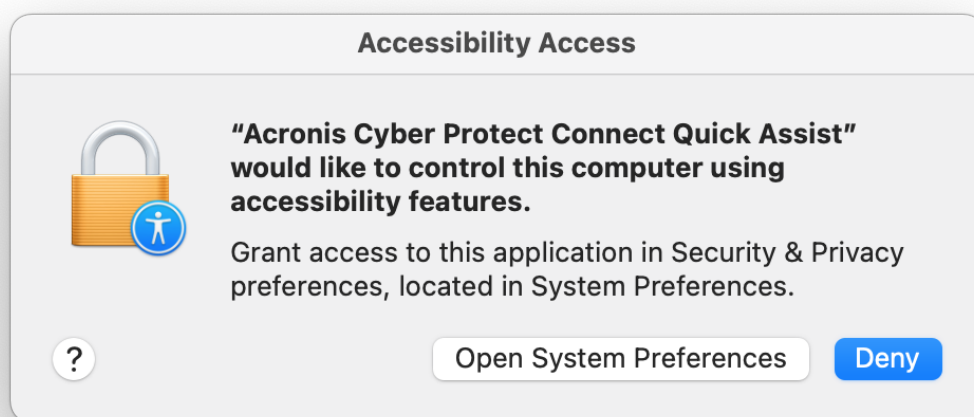 Accessibility Access
“Acronis Cyber Protect Connect Quick Assist”
would like to control this computer using
accessibility features.
Grant access to this application in Security & Privacy
preferences, located in System Preferences.
?
Open System Preferences
Deny